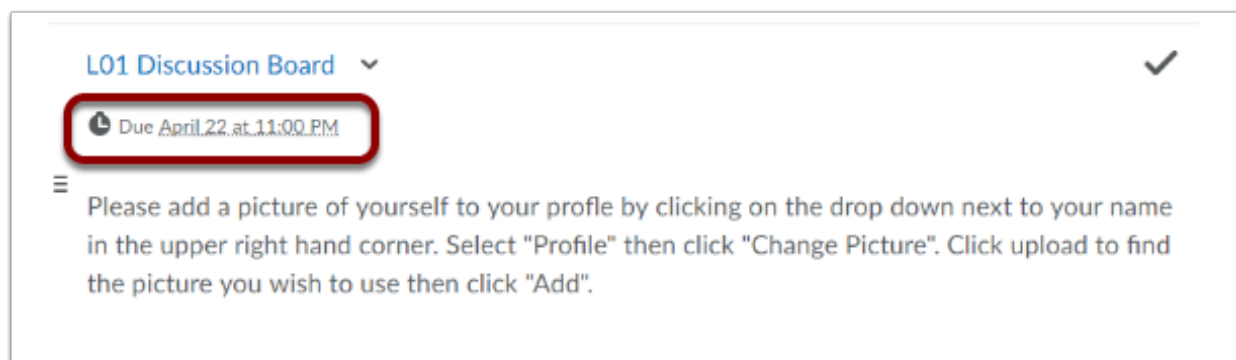 L01 Discussion Board
Due April 22 at 11:00 PM
Please add a picture of yourself to your profle by clicking on the drop down next to your name
in the upper right hand corner. Select "Profile" then click "Change Picture". Click upload to find
the picture you wish to use then click "Add".